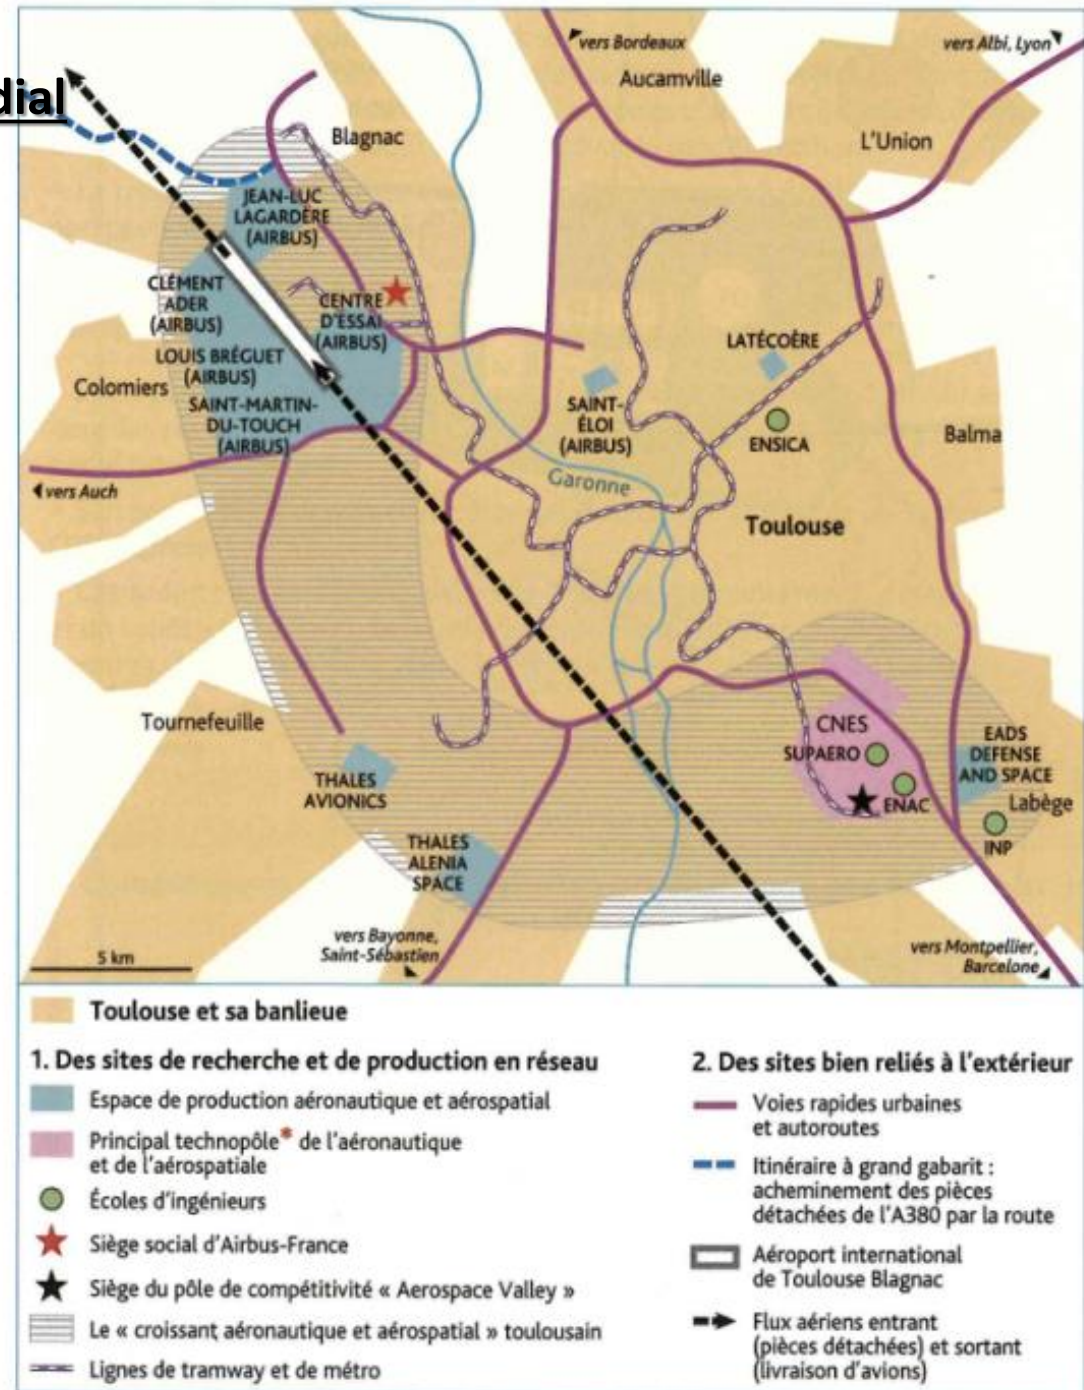 dial
vers Bordeaux
vers Albi, Lyon
Aucamville
Blagnac
L'Union
JEAN-LUC
LAGARDÈRE
(AIRBUS)
CLÉMENT
ADER
(AIRBUS)
CENTRE
D'ESSAI
(AIRBUS)
LOUIS BRÉGUET
(AIRBUS)
LATÉCOÈRE
Colomiers
SAINT-MARTIN-
DU-TOUCH
(AIRBUS)
SAINT-
ÉLOI
(AIRBUS)
ENSICA
Balma
vers Auch
Garonne
Toulouse
Tournefeuille
CNES
SUPAERO
ENAC
EADS
DEFENSE
AND SPACE
Labège
INP
THALES
AVIONICS
THALES
ALENIA
SPACE
5 km
vers Bayonne,
Saint-Sébastien
vers Montpellier,
Barcelone
Toulouse et sa banlieue
1. Des sites de recherche et de production en réseau
Espace de production aéronautique et aérospatial
Principal technopôle* de l'aéronautique
et de l'aérospatiale
Écoles d'ingénieurs
Siège social d'Airbus-France
Siège du pôle de compétitivité « Aerospace Valley »
Le « croissant aéronautique et aérospatial » toulousain
Lignes de tramway et de métro
2. Des sites bien reliés à l'extérieur
Voies rapides urbaines
et autoroutes
Itinéraire à grand gabarit :
acheminement des pièces
détachées de l'A380 par la route
Aéroport international
de Toulouse Blagnac
Flux aériens entrant
(pièces détachées) et sortant
(livraison d'avions)